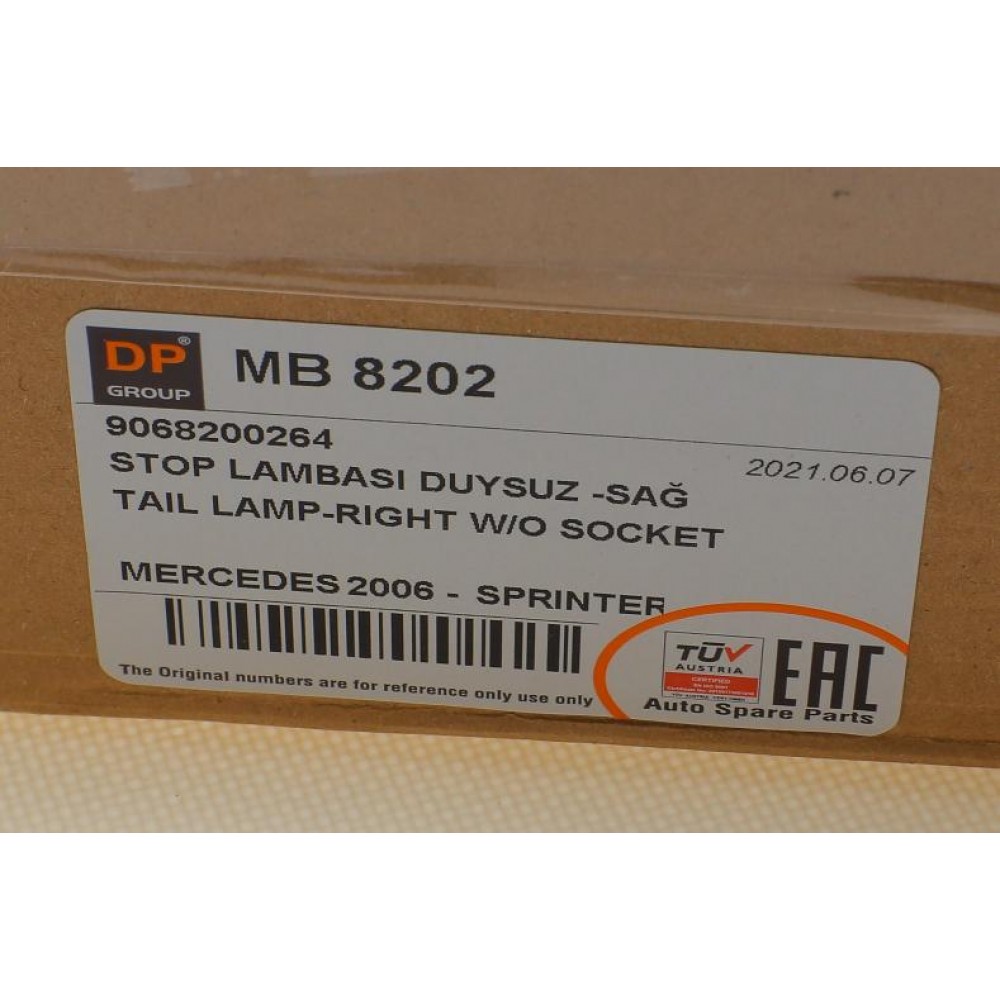 DP®
GROUP
MB 8202
9068200264
STOP LAMBASI DUYSUZ -SAĞ
2021.06.07
TAIL LAMP-RIGHT W/O SOCKET
MERCEDES 2006 - SPRINTER
The Original numbers are for reference only use only
TÜV
AUSTRIA
CERTIFIED
EAC
Auto Spare Parts